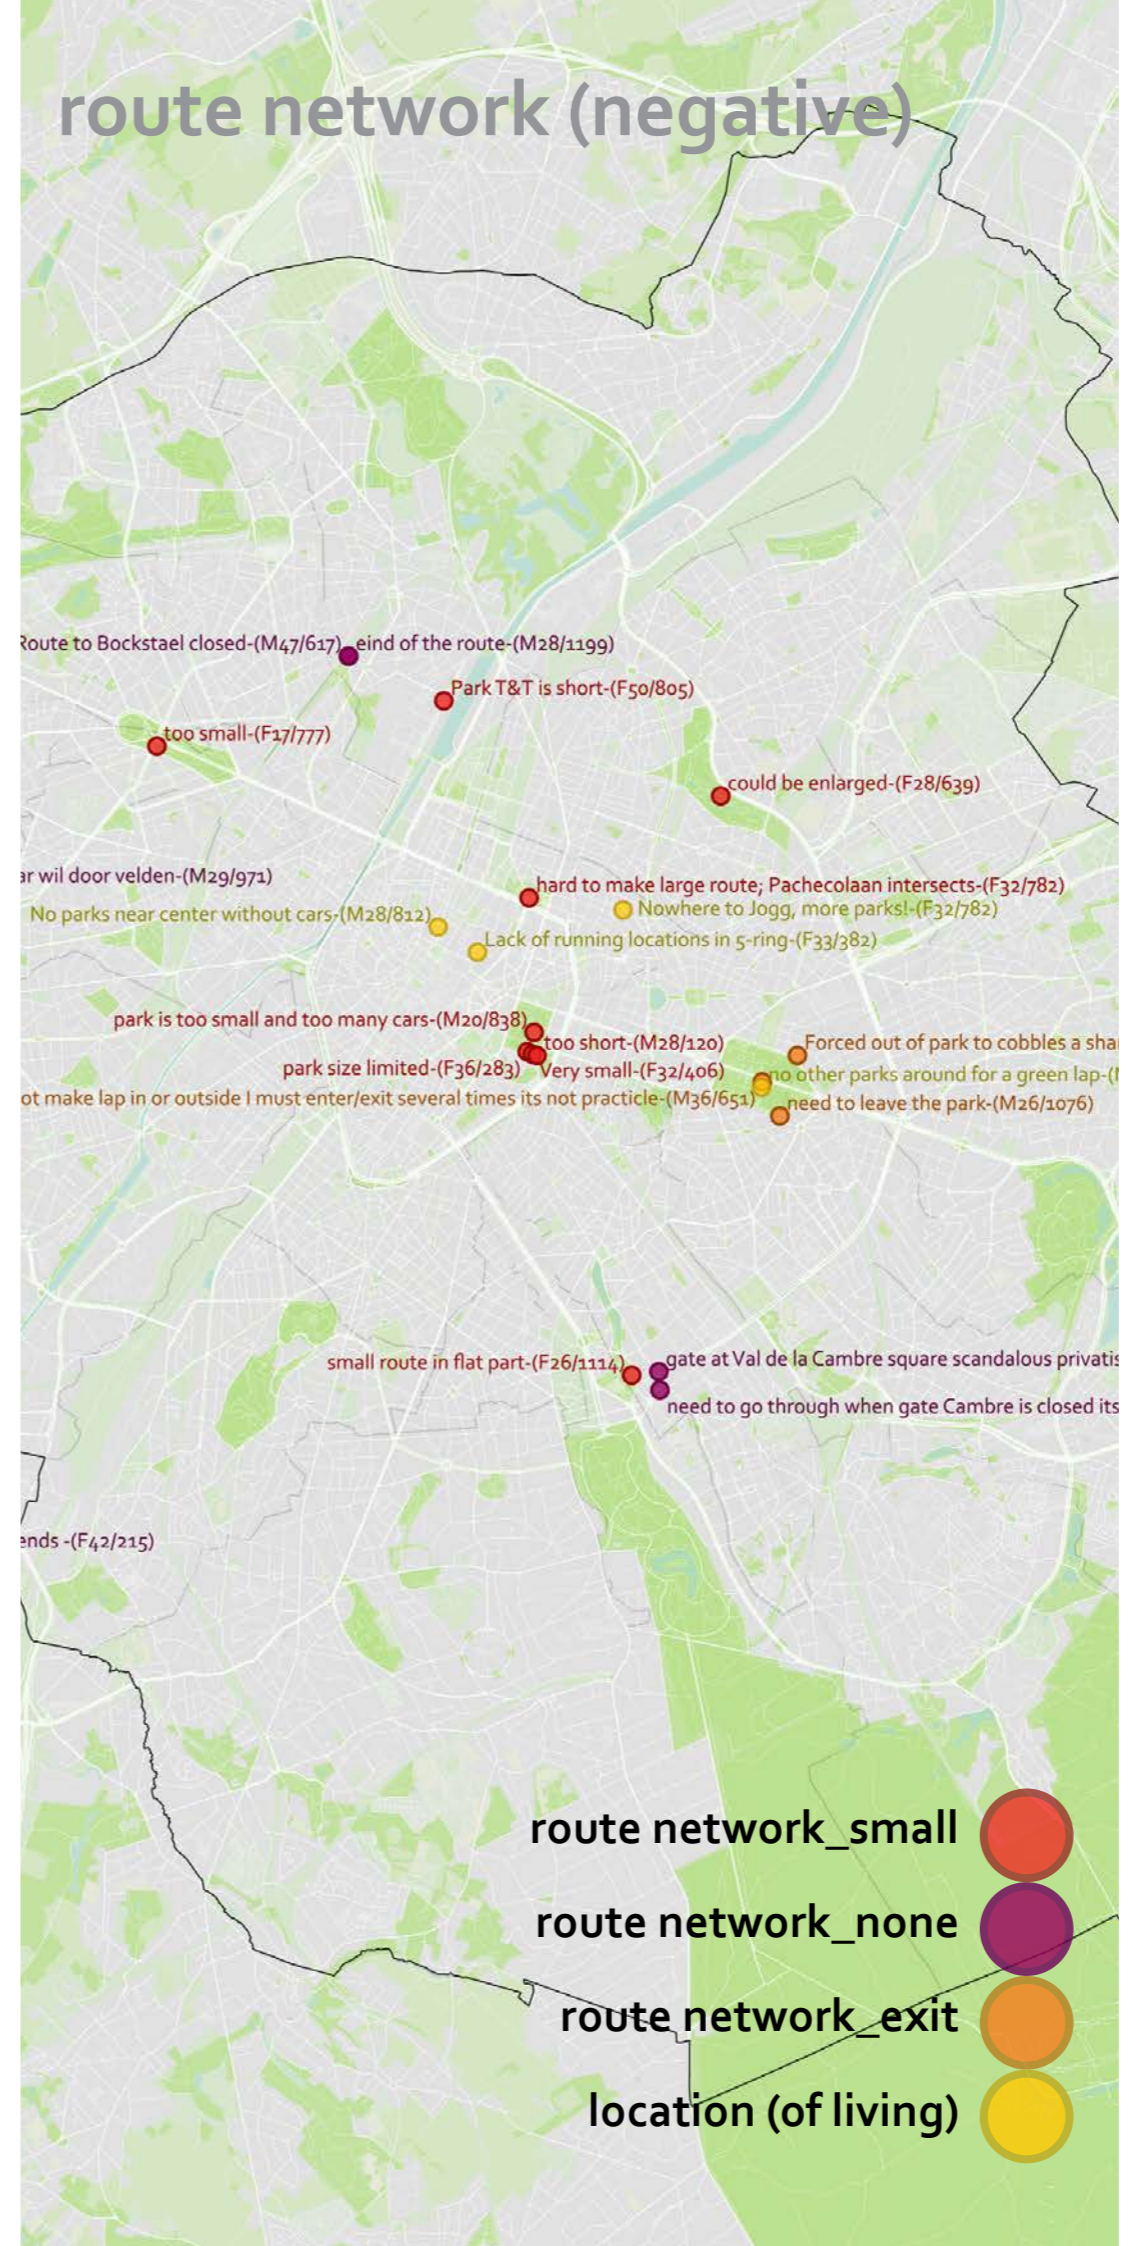 route network (negative)
Route to Bockstael closed-(M47/617)
eind of the route-(M28/1199)
Park T&T is short-(F50/805)
too small-(F17/777)
could be enlarged-(F28/639)
ar wil door velden-(M29/971)
hard to make large route; Pachecolaan intersects-(F32/782)
No parks near center without cars-(M28/812)
Nowhere to Jogg, more parks!-(F32/782)
Lack of running locations in 5-ring-(F33/382)
park is too small and too many cars-(M20/838)
too short-(M28/120)
Forced out of park to cobbles a sha
park size limited-(F36/283)
Very small-(F32/406)
no other parks around for a green lap-(
ot make lap in or outside I must enter/exit several times its not practicle-(M36/651)
need to leave the park-(M26/1076)
small route in flat part-(F26/1114)
gate at Val de la Cambre square scandalous privatis
need to go through when gate Cambre is closed its
ends -(F42/215)
route network_small
route network_none
route network_exit
location (of living)